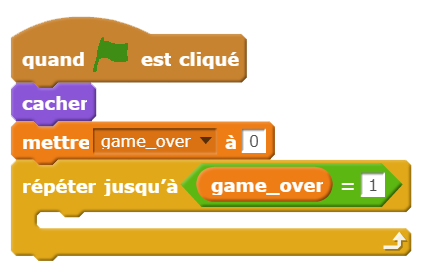 quand est cliqué
cacher
mettre game_over à 0
répéter jusqu’à game_over = 1